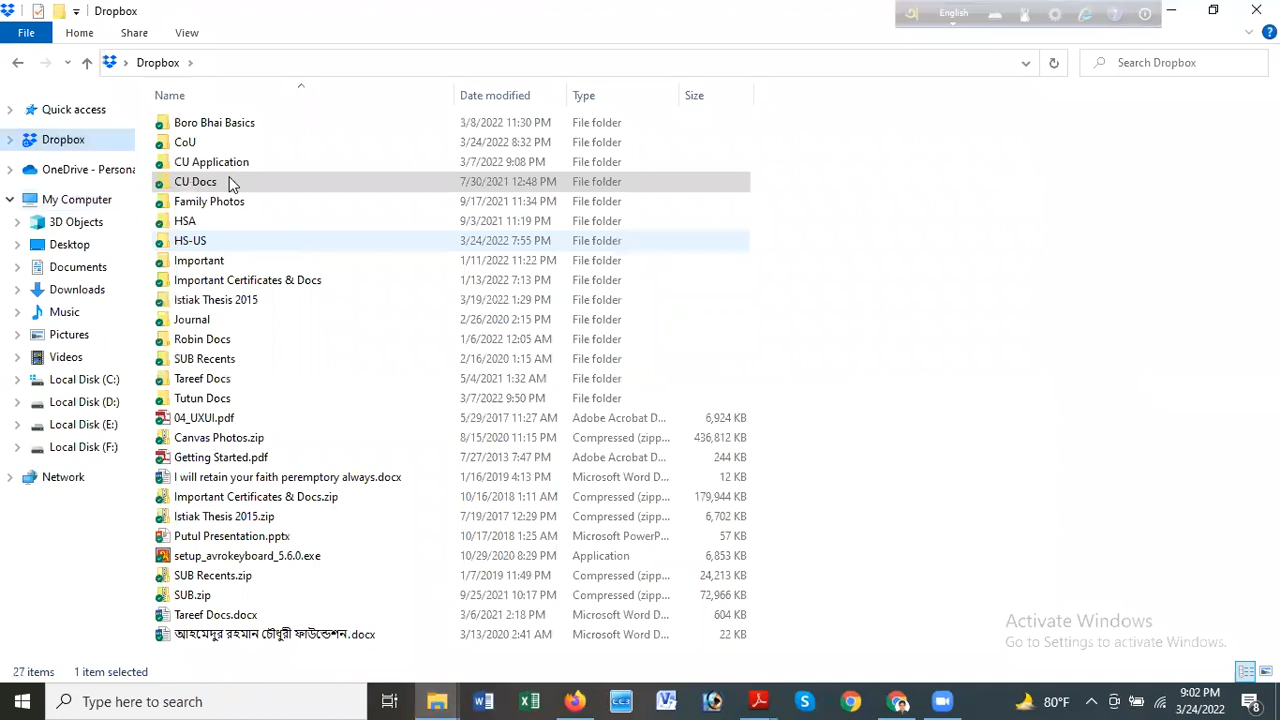 Dropbox
English
File Home Share View
Dropbox
Search Dropbox
Name Date modified Type Size
Quick access
Dropbox
OneDrive - Persona
My Computer
3D Objects
Desktop
Documents
Downloads
Music
Pictures
Videos
Local Disk (C:)
Local Disk (D:)
Local Disk (E:)
Local Disk (F:)
Network
Boro Bhai Basics 3/8/2022 11:30 PM File folder
CoU 3/24/2022 8:32 PM File folder
CU Application 3/7/2022 9:08 PM File folder
CU Docs 7/30/2021 12:48 PM File folder
Family Photos 9/17/2021 11:34 PM File folder
HSA 9/3/2021 11:19 PM File folder
HS-US 3/24/2022 7:55 PM File folder
Important 1/11/2022 11:22 PM File folder
Important Certificates & Docs 1/13/2022 7:13 PM File folder
Istiak Thesis 2015 3/19/2022 1:29 PM File folder
Journal 2/26/2020 2:15 PM File folder
Robin Docs 1/6/2022 12:05 AM File folder
SUB Recents 2/16/2020 1:15 AM File folder
Tareef Docs 5/4/2021 1:32 AM File folder
Tutun Docs 3/7/2022 9:50 PM File folder
04_UXUI.pdf 5/29/2017 11:27 AM Adobe Acrobat D... 6,924 KB
Canvas Photos.zip 8/15/2020 11:15 PM Compressed (zipp... 436,812 KB
Getting Started.pdf 7/27/2013 7:47 PM Adobe Acrobat D... 244 KB
I will retain your faith peremptory always.docx 1/16/2019 4:13 PM Microsoft Word D... 12 KB
Important Certificates & Docs.zip 10/16/2018 1:11 AM Compressed (zipp... 179,944 KB
Istiak Thesis 2015.zip 7/19/2017 12:29 PM Compressed (zipp... 6,702 KB
Putul Presentation.pptx 10/17/2018 1:25 AM Microsoft PowerP... 57 KB
setup_avrokeyboard_5.6.0.exe 10/29/2020 8:29 PM Application 6,853 KB
SUB Recents.zip 1/7/2019 11:49 PM Compressed (zipp... 24,213 KB
SUB.zip 9/25/2021 10:17 PM Compressed (zipp... 72,966 KB
Tareef Docs.docx 3/6/2021 2:18 PM Microsoft Word D... 604 KB
আহমেদুর রহমান চৌধুরী ফাউন্ডেশন.docx 3/13/2020 2:41 AM Microsoft Word D... 22 KB
Activate Windows
Go to Settings to activate Windows.
27 items 1 item selected
Type here to search
80°F
9:02 PM
3/24/2022
8